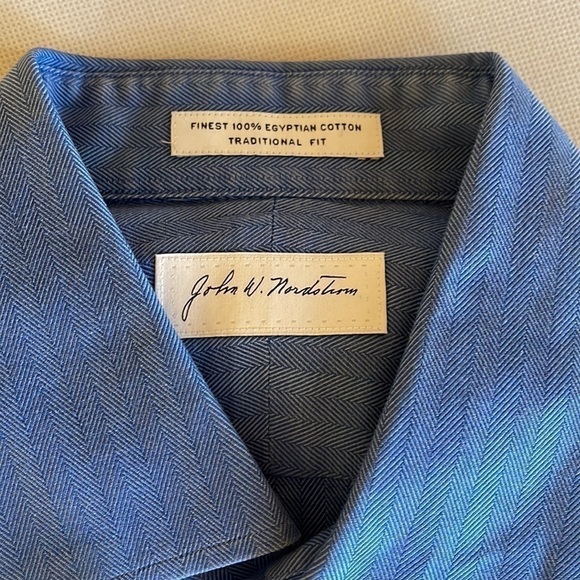 FINEST 100% EGYPTIAN COTTON
TRADITIONAL FIT
John W. Nordstrom